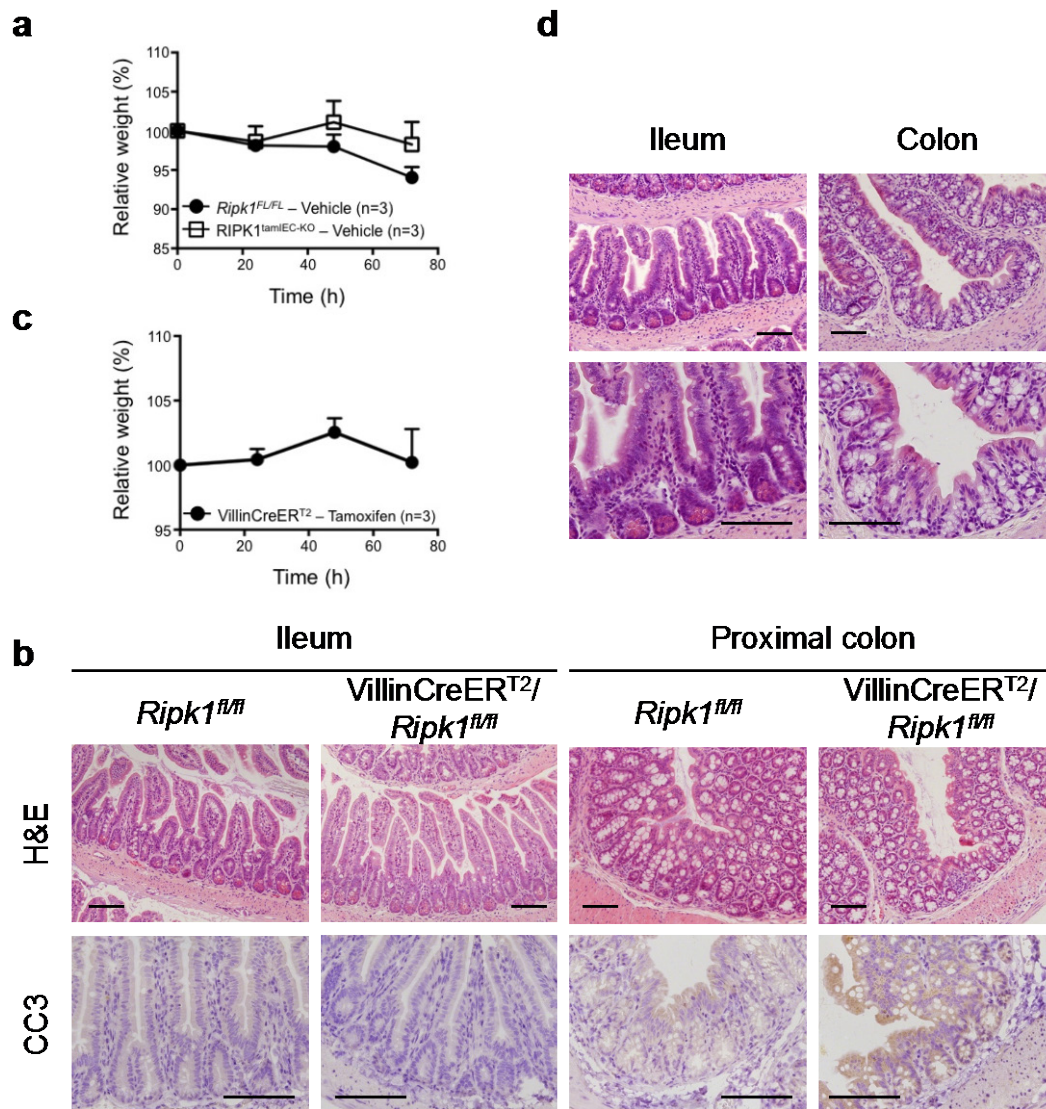 a
Relative weight (%)
110
105
100
95
90
85
0 20 40 60 80
Time (h)
Ripk1FL/FL – Vehicle (n=3)
RIPK1tamIEC-KO – Vehicle (n=3)
c
Relative weight (%)
110
105
100
95
0 20 40 60 80
Time (h)
VillinCreERT2 – Tamoxifen (n=3)
d
Ileum Colon
b
Ileum Proximal colon
Ripk1fl/fl VillinCreERT2/ Ripk1fl/fl VillinCreERT2/
Ripk1fl/fl Ripk1fl/fl
H&E
CC3